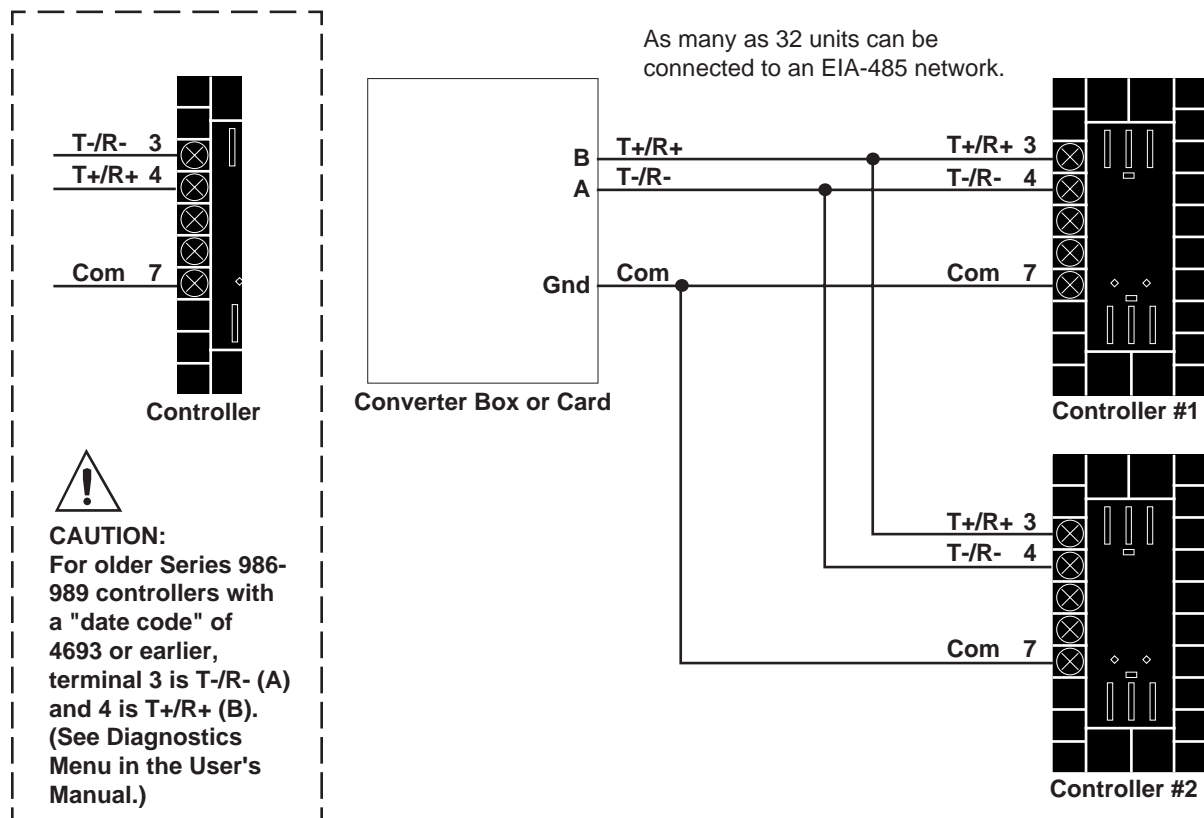 As many as 32 units can be
connected to an EIA-485 network.
T-/R- 3
T+/R+ 4
Com 7
Controller
CAUTION:
For older Series 986-
989 controllers with
a "date code" of
4693 or earlier,
terminal 3 is T-/R- (A)
and 4 is T+/R+ (B).
(See Diagnostics
Menu in the User's
Manual.)
B T+/R+
A T-/R-
Gnd Com
Converter Box or Card
T+/R+ 3
T-/R- 4
Com 7
Controller #1
T+/R+ 3
T-/R- 4
Com 7
Controller #2